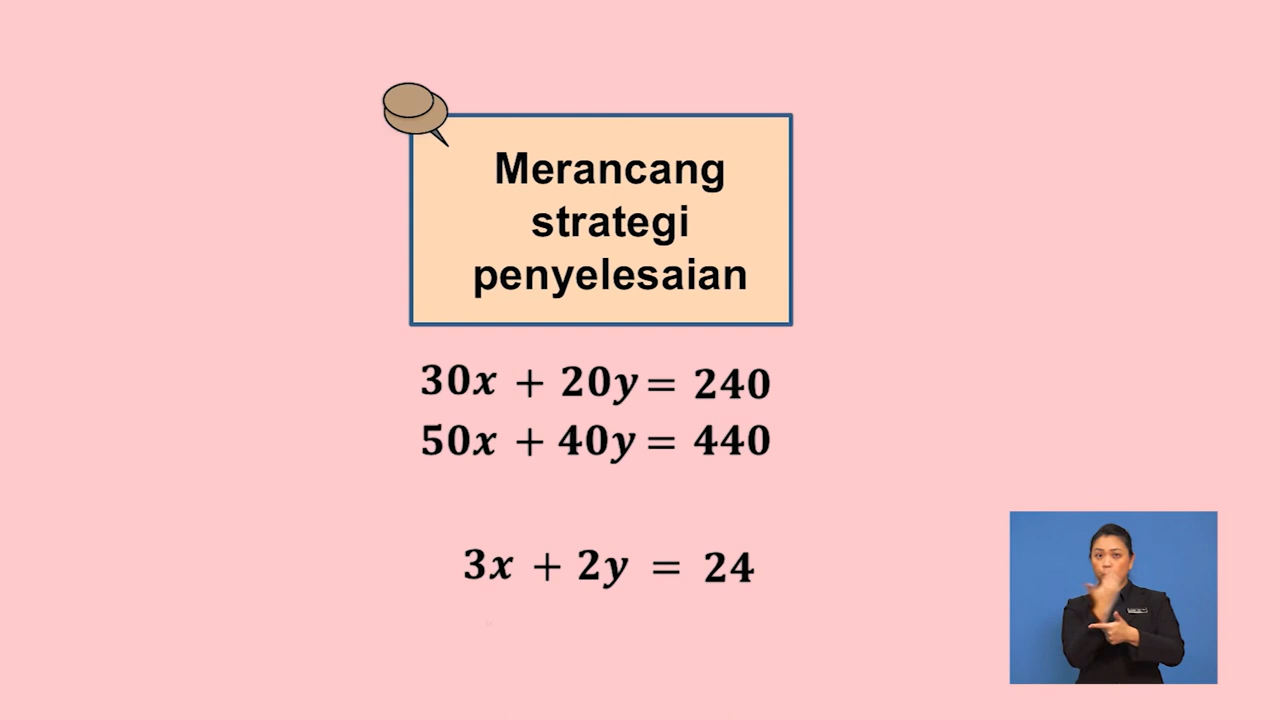 Merancang
strategi
penyelesaian
30x + 20y = 240
50x + 40y = 440
3x + 2y = 24